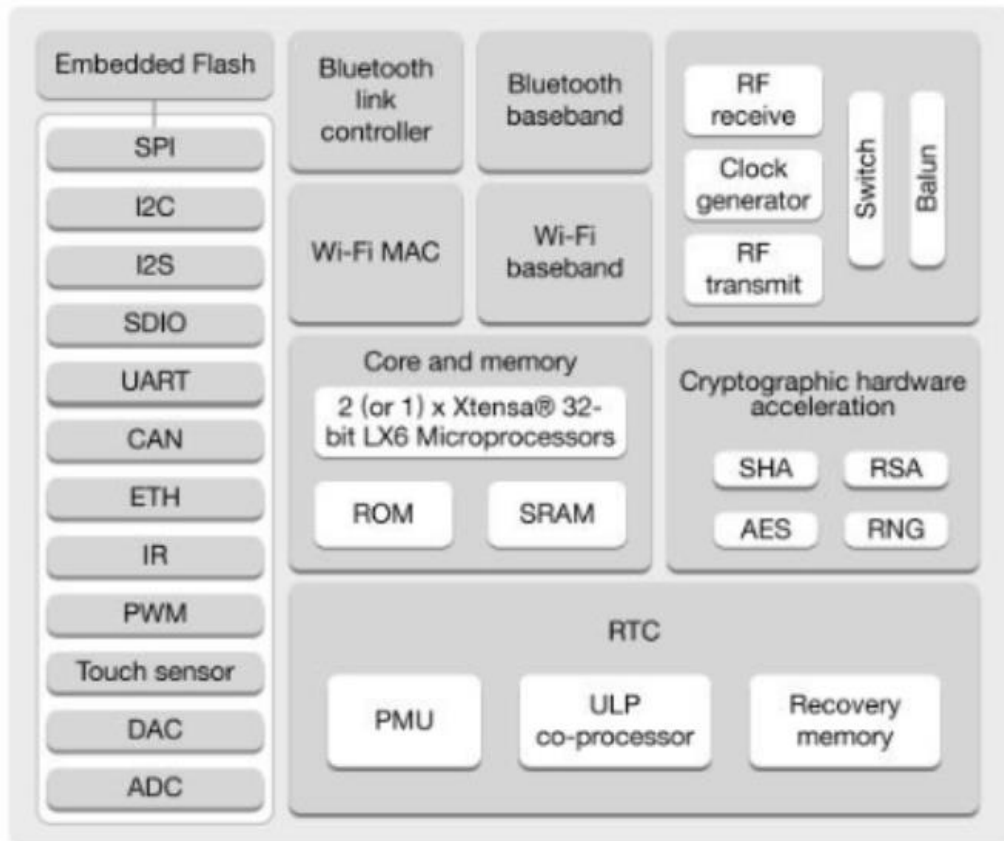 Embedded Flash
SPI
I2C
I2S
SDIO
UART
CAN
ETH
IR
PWM
Touch sensor
DAC
ADC
Bluetooth
link
controller
Bluetooth
baseband
Wi-Fi MAC
Wi-Fi
baseband
RF
receive
Clock
generator
RF
transmit
Switch
Balun
Core and memory
2 (or 1) x Xtensa® 32-
bit LX6 Microprocessors
ROM
SRAM
Cryptographic hardware
acceleration
SHA
RSA
AES
RNG
RTC
PMU
ULP
co-processor
Recovery
memory